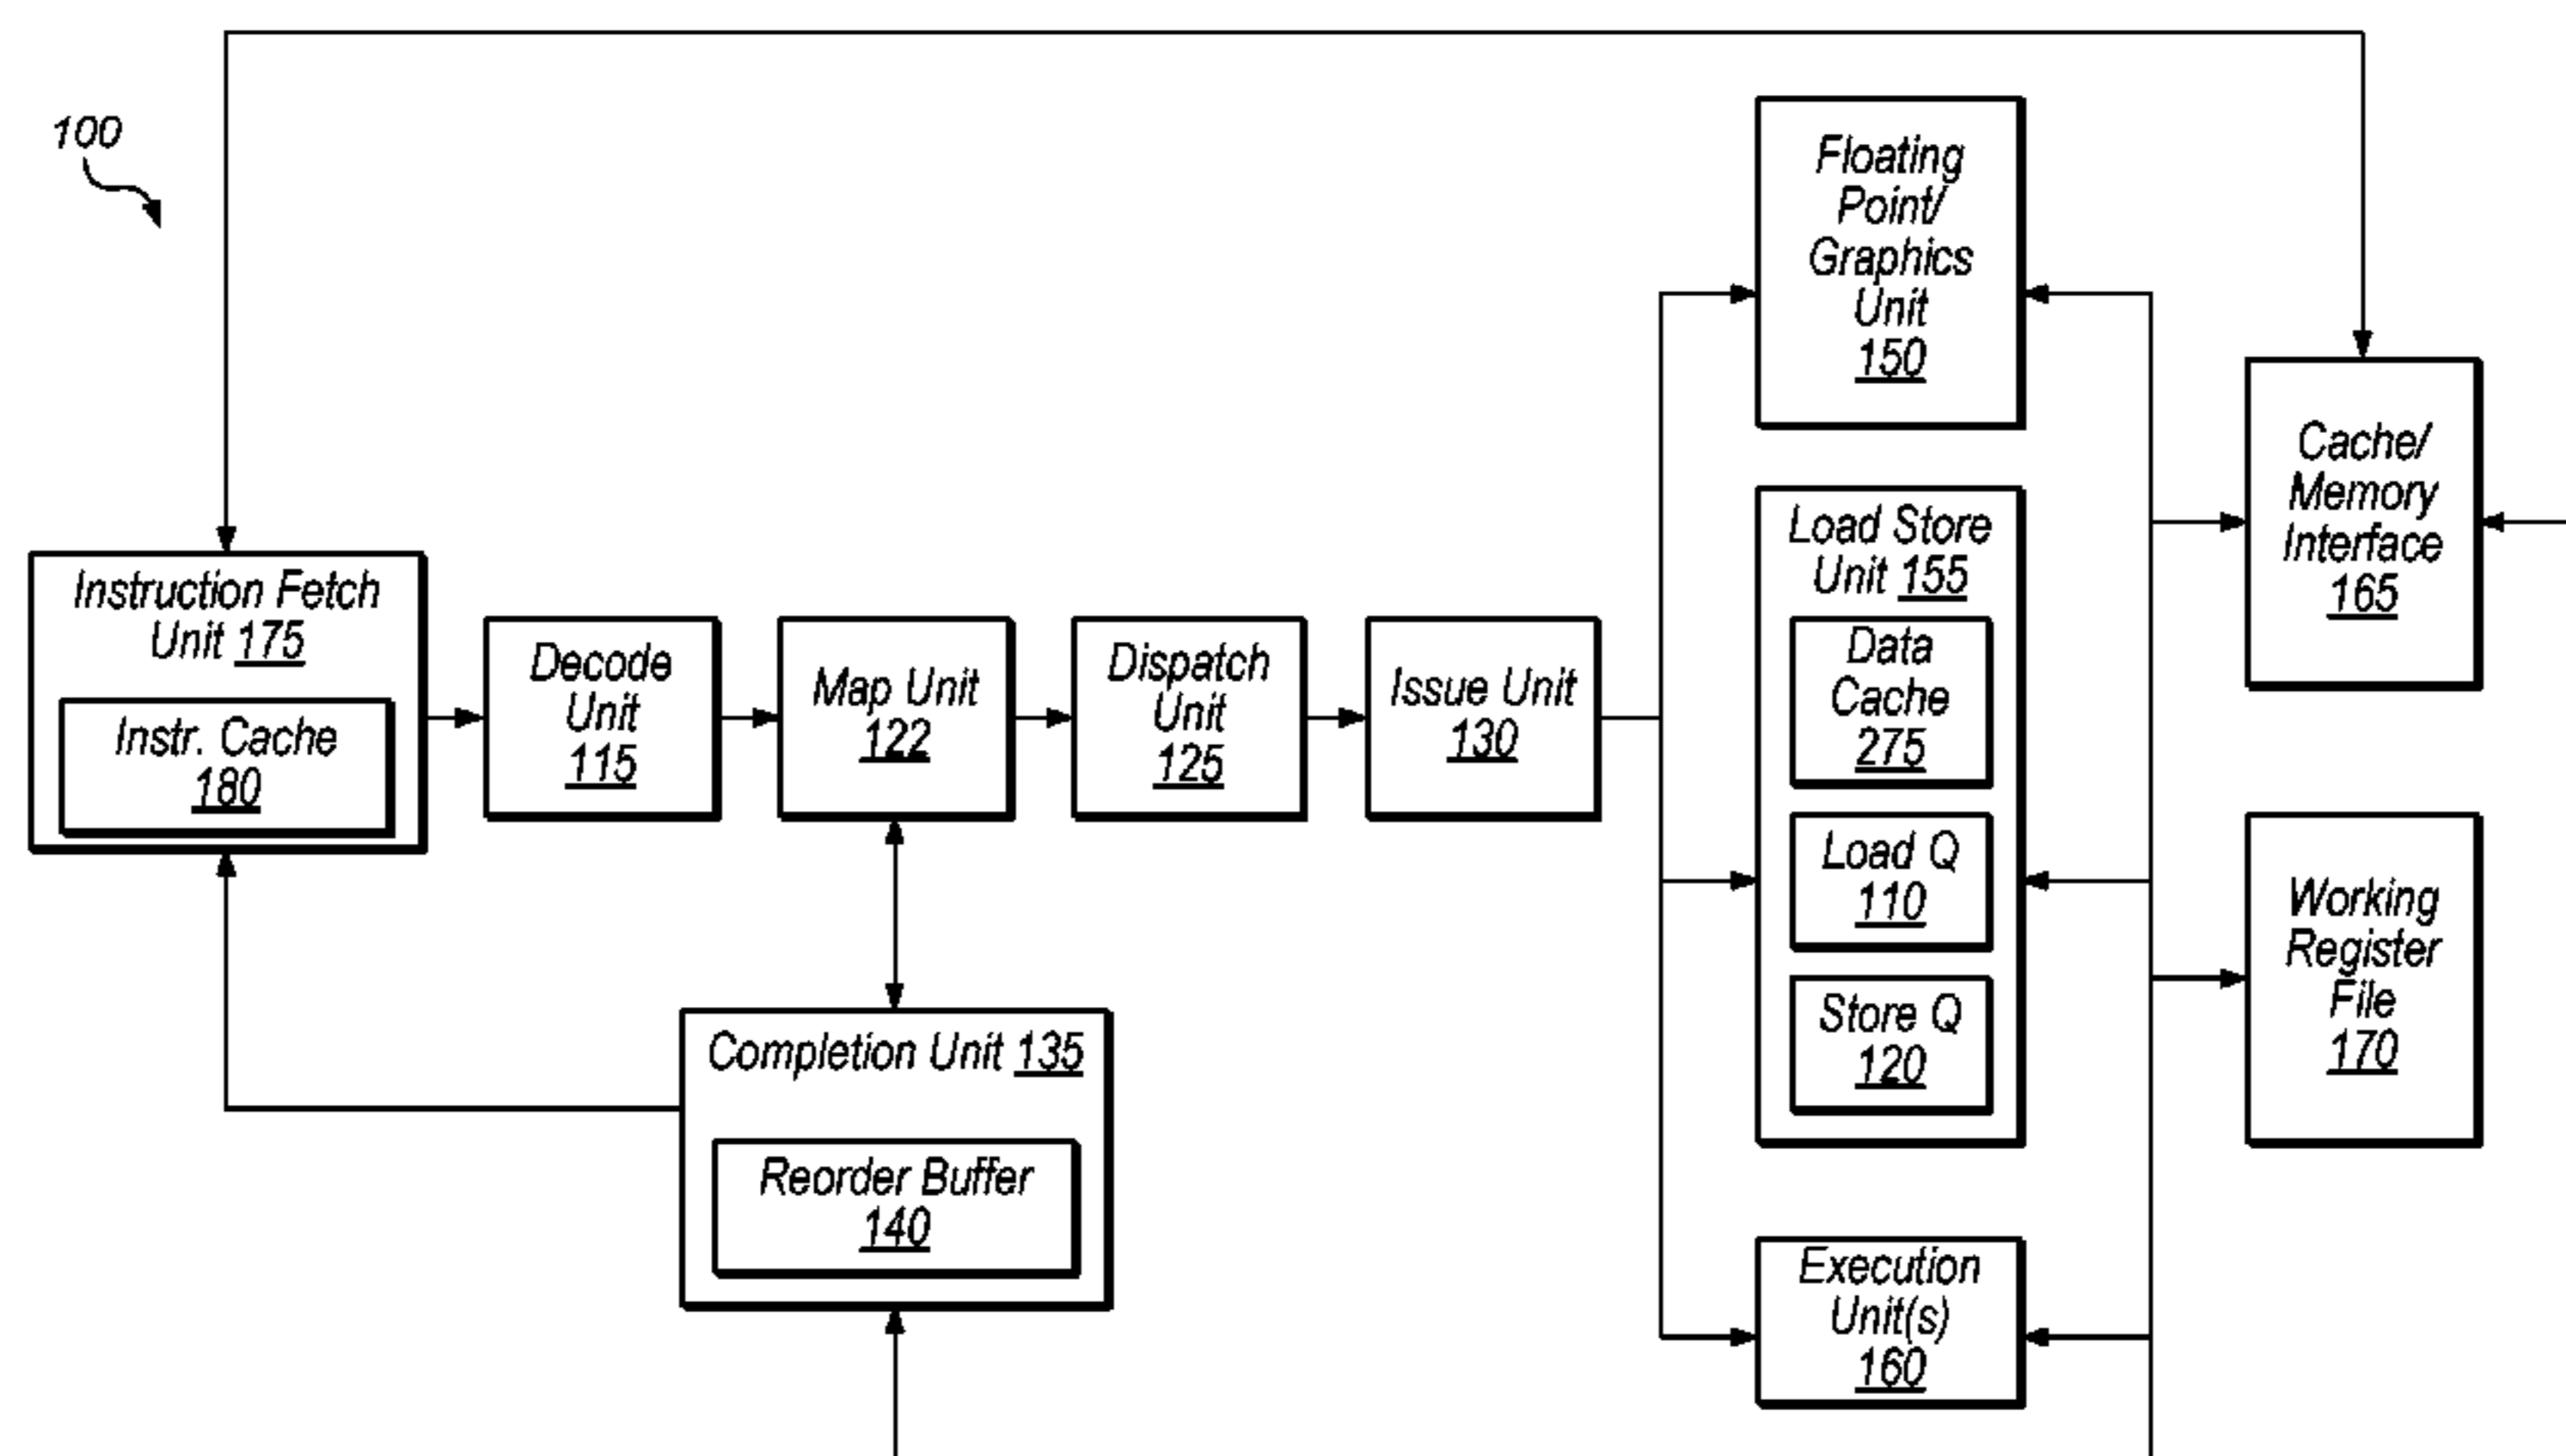 100
Floating
Point/
Graphics
Unit
150
Cache/
Memory
Interface
165
Load Store
Unit 155
Data
Cache
275
Load Q
110
Store Q
120
Instruction Fetch
Unit 175
Instr. Cache
180
Decode
Unit
115
Map Unit
122
Dispatch
Unit
125
Issue Unit
130
Working
Register
File
170
Completion Unit 135
Reorder Buffer
140
Execution
Unit(s)
160